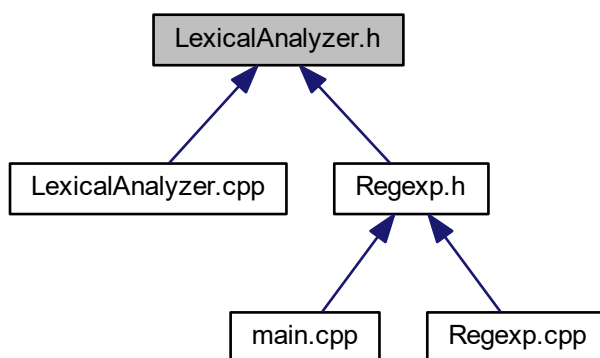 LexicalAnalyzer.h
LexicalAnalyzer.cpp
Regexp.h
main.cpp
Regexp.cpp